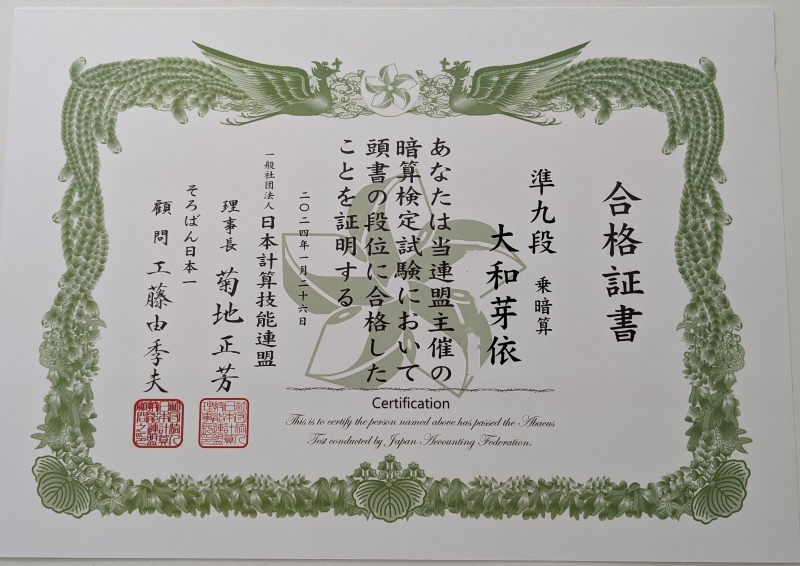 合格証書
準九段 乗暗算
大和芽依
あなたは当連盟主催の
暗算検定試験において
頭書の段位に合格した
ことを証明する
二〇二四年一月二十六日
一般社団法人 日本計算技能連盟
理事長 菊地正芳
そろばん日本一
顧問 工藤由季夫
Certification
This is to certify the person named above has passed the Abacus
Test conducted by Japan Accounting Federation.